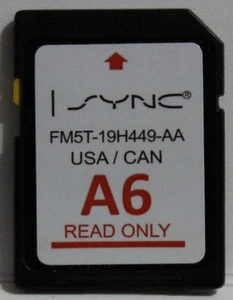 SYNC®
FM5T-19H449-AA
USA / CAN
A6
READ ONLY